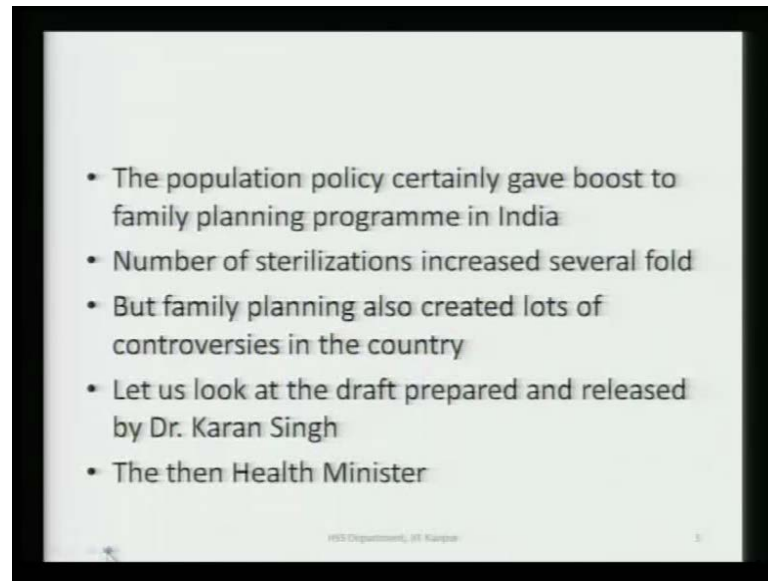 • The population policy certainly gave boost to
family planning programme in India
• Number of sterilizations increased several fold
• But family planning also created lots of
controversies in the country
• Let us look at the draft prepared and released
by Dr. Karan Singh
• The then Health Minister
HSS Department, IIT Kanpur